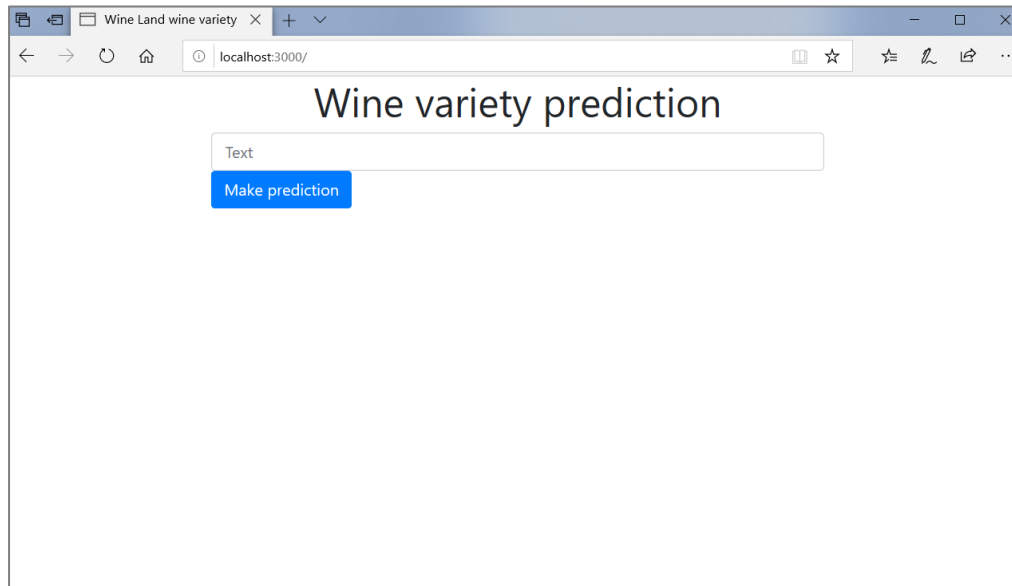 Wine Land wine variety
localhost:3000/
Wine variety prediction
Text
Make prediction